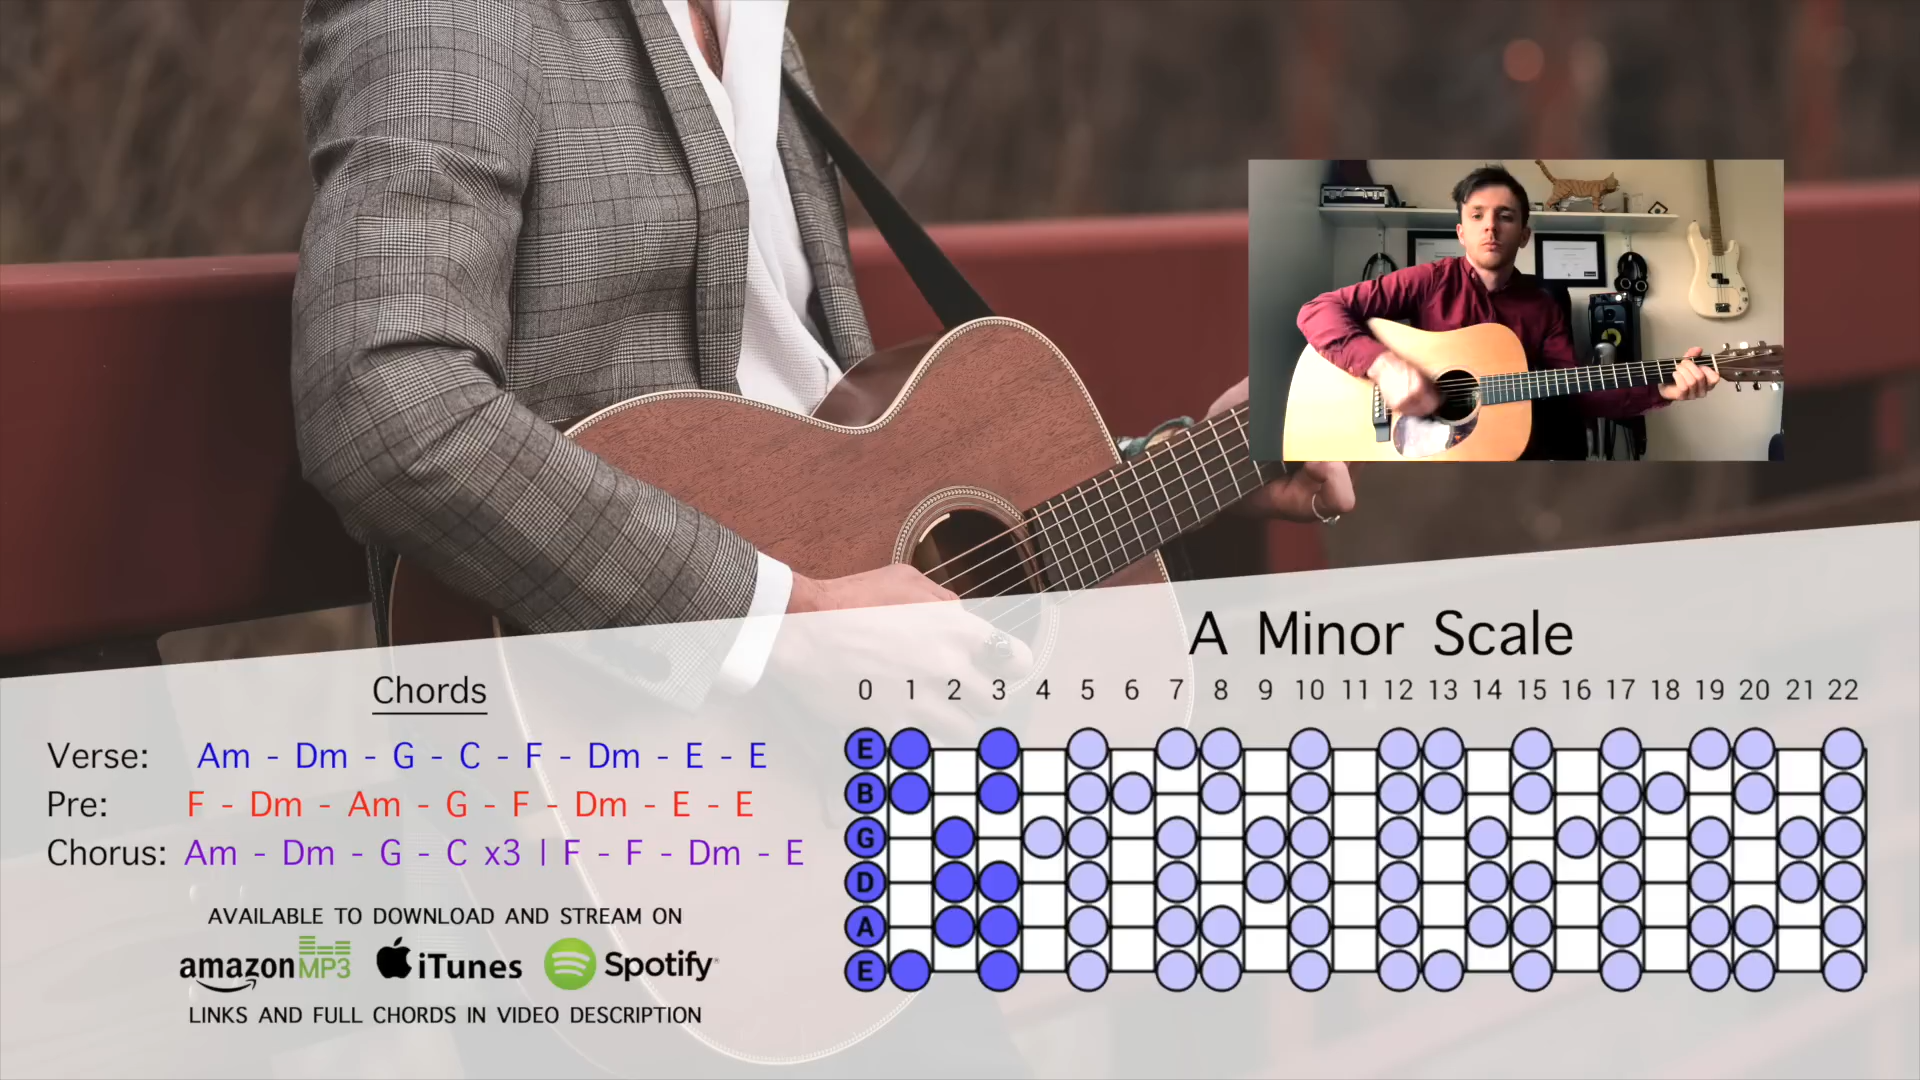 A Minor Scale
0 1 2 3 4 5 6 7 8 9 10 11 12 13 14 15 16 17 18 19 20 21 22
E
B
G
D
A
E
Chords
Verse: Am - Dm - G - C - F - Dm - E - E
Pre: F - Dm - Am - G - F - Dm - E - E
Chorus: Am - Dm - G - C x3 | F - F - Dm - E
AVAILABLE TO DOWNLOAD AND STREAM ON
amazonMP3 iTunes Spotify
LINKS AND FULL CHORDS IN VIDEO DESCRIPTION